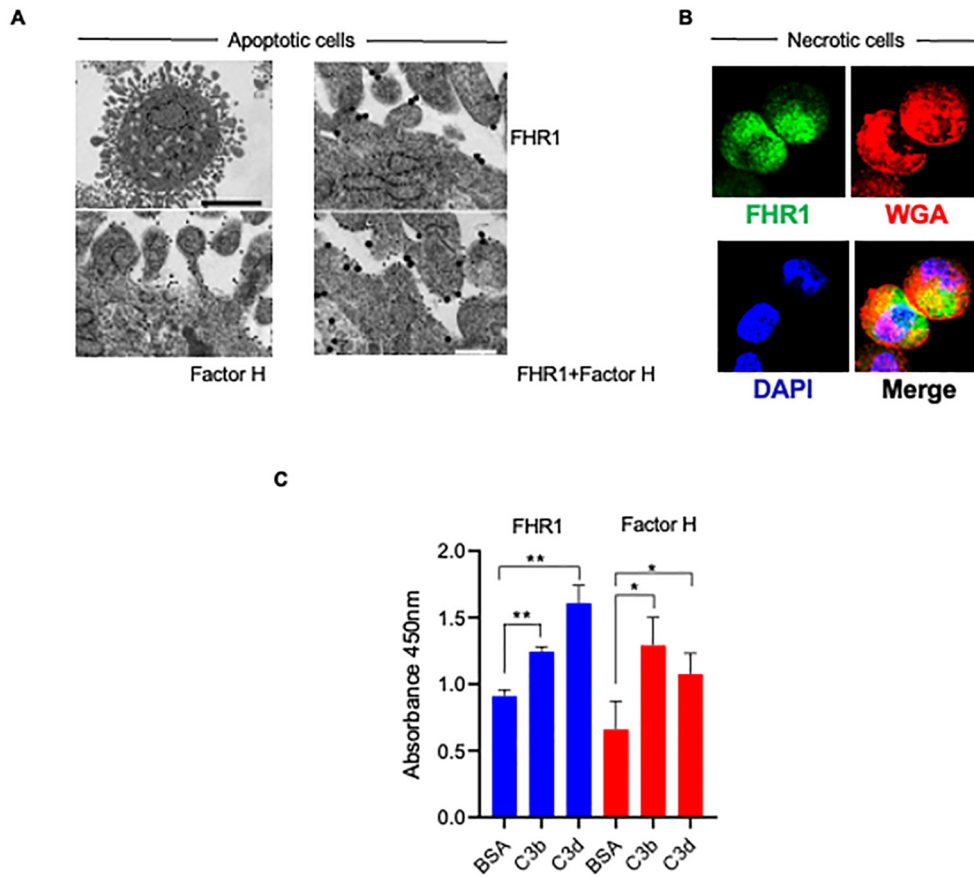 A
Apoptotic cells
FHR1
Factor H
FHR1+Factor H
B
Necrotic cells
FHR1
WGA
DAPI
Merge
C
FHR1
Factor H
Absorbance 450nm
2.0
1.5
1.0
0.5
0.0
**
**
*
*
BSA
C3b
C3d
BSA
C3b
C3d